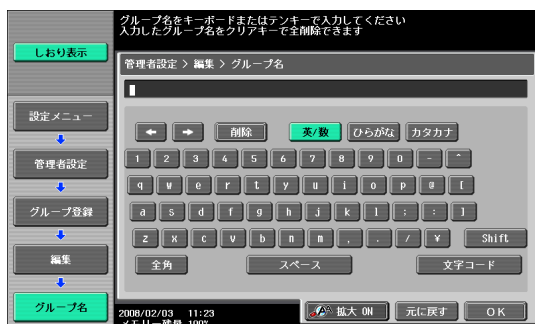 グループ名をキーボードまたはテンキーで入力してください
入力したグループ名をクリアキーで全削除できます
しおり表示
管理者設定 > 編集 > グループ名
設定メニュー
管理者設定
グループ登録
編集
グループ名
← → 削除 英/数 ひらがな カタカナ
1 2 3 4 5 6 7 8 9 0 - ^
q w e r t y u i o p @ [
a s d f g h j k l ; : ]
z x c v b n m , . / ¥ Shift
全角 スペース 文字コード
2008/02/03 11:23
メモリー残量 100%
拡大 ON 元に戻す OK